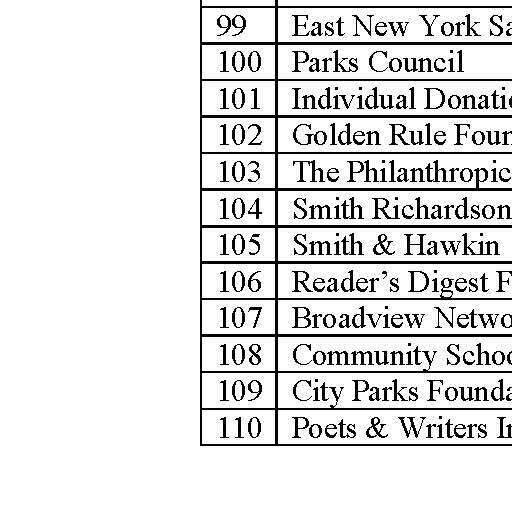 99 East New York Sa
100 Parks Council
101 Individual Donatio
102 Golden Rule Foun
103 The Philanthropic
104 Smith Richardson
105 Smith & Hawkin
106 Reader’s Digest F
107 Broadview Netwo
108 Community Schoo
109 City Parks Founda
110 Poets & Writers In